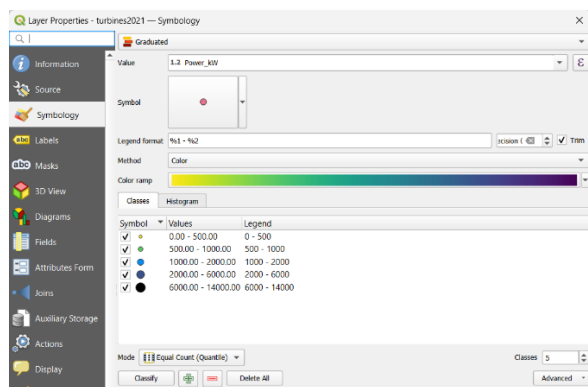 Layer Properties - turbines2021 — Symbology
Graduated
Information
Source
Symbology
Labels
Masks
3D View
Diagrams
Fields
Attributes Form
Joins
Auxiliary Storage
Actions
Display
Value 1.2 Power_kW ε
Symbol
Legend format %1 - %2 Trim
Method Color
Color ramp
Classes Histogram
Symbol Values Legend
0.00 - 500.00 0 - 500
500.00 - 1000.00 500 - 1000
1000.00 - 2000.00 1000 - 2000
2000.00 - 6000.00 2000 - 6000
6000.00 - 14000.00 6000 - 14000
Mode Equal Count (Quantile) Classes 5
Classify Delete All Advanced